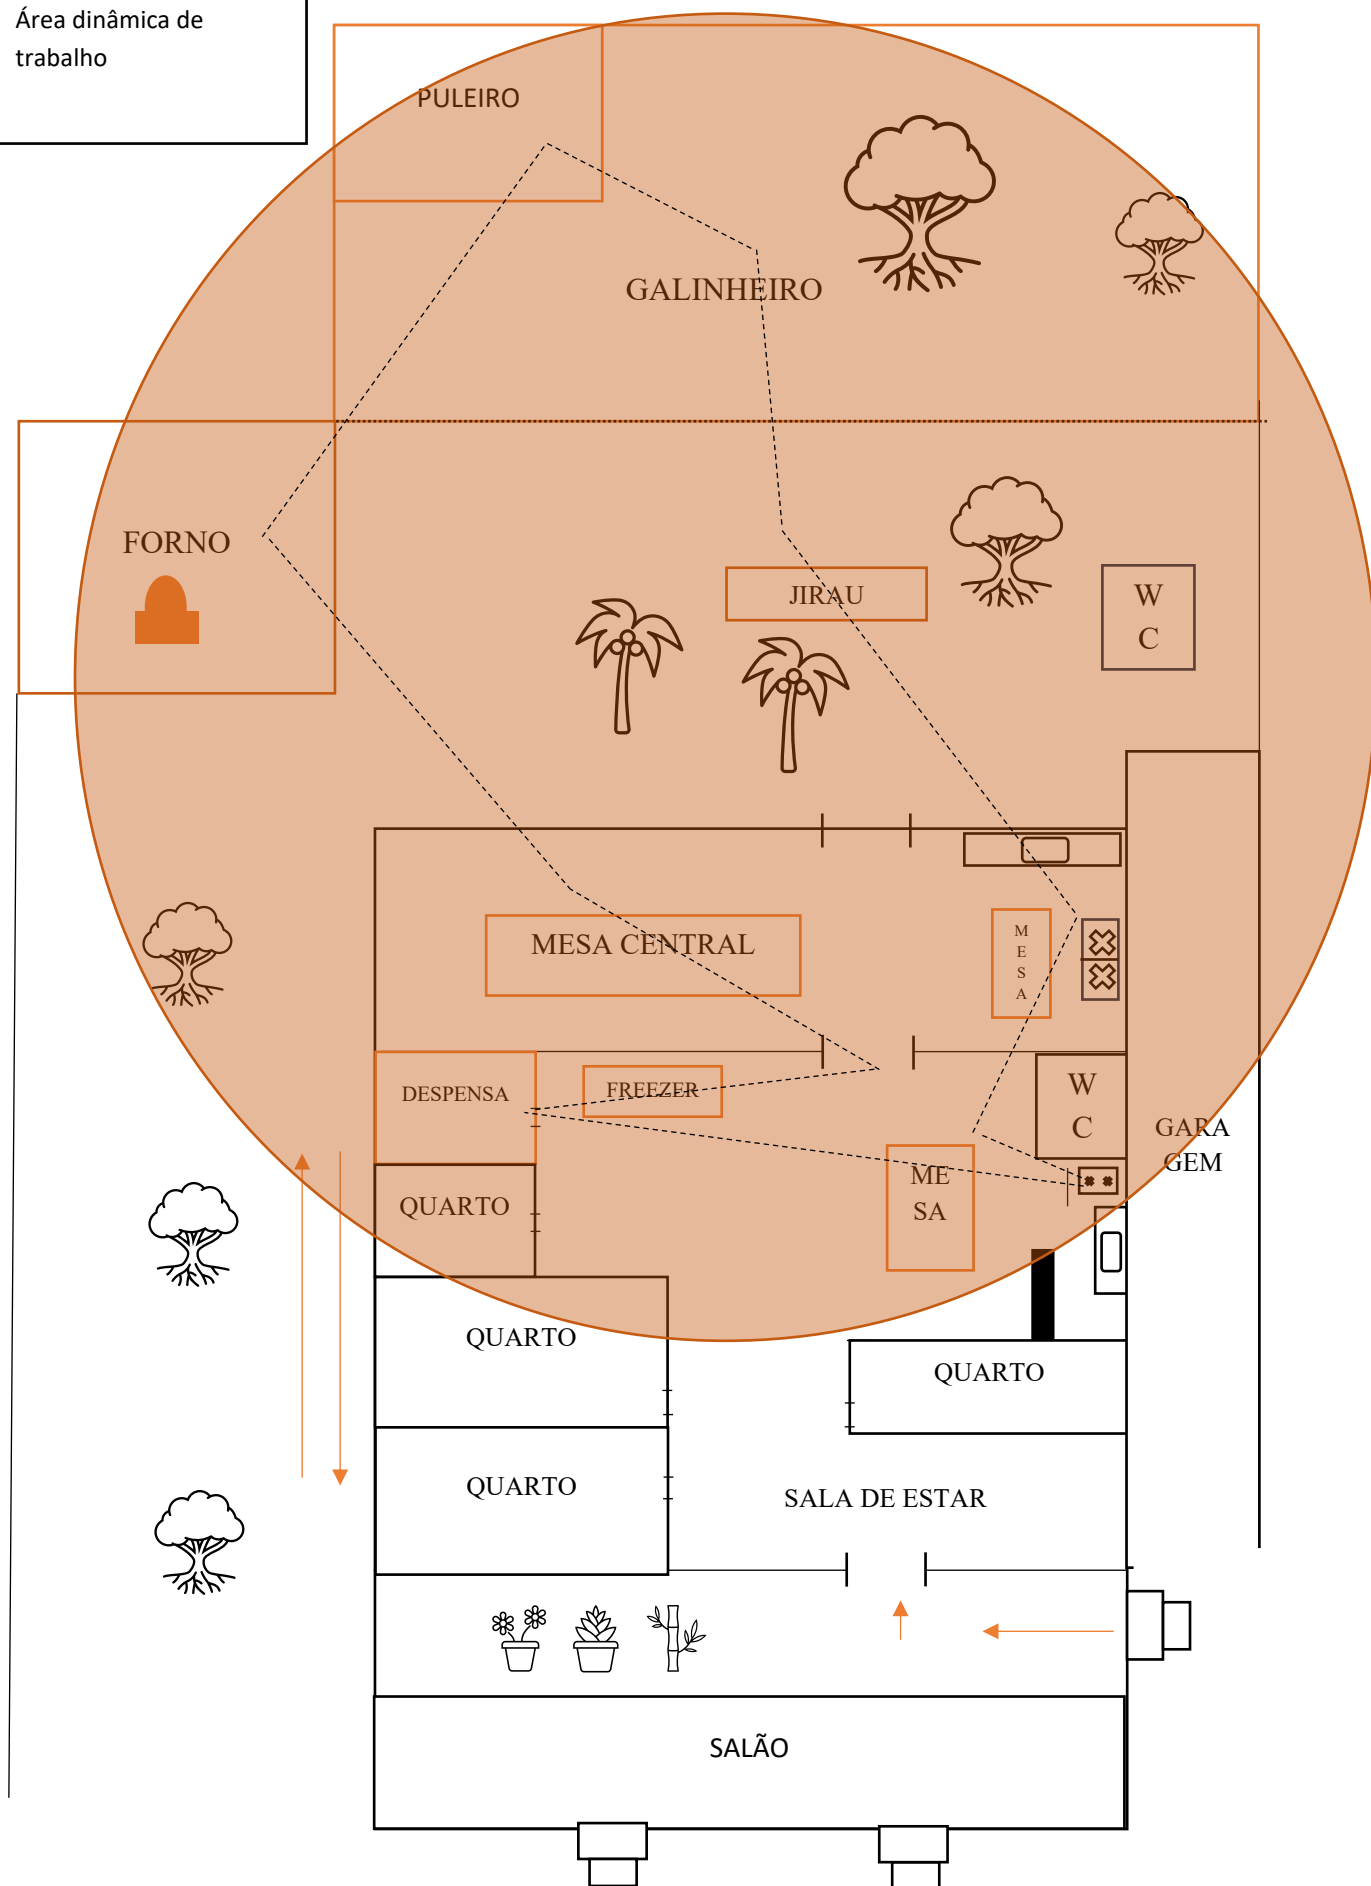 Área dinâmica de
trabalho
PULEIRO
GALINHEIRO
FORNO
JIRAU
W
C
MESA CENTRAL
M
E
S
A
DESPENSA
FREEZER
W
C
GARA
GEM
ME
SA
QUARTO
QUARTO
QUARTO
QUARTO
SALA DE ESTAR
SALÃO